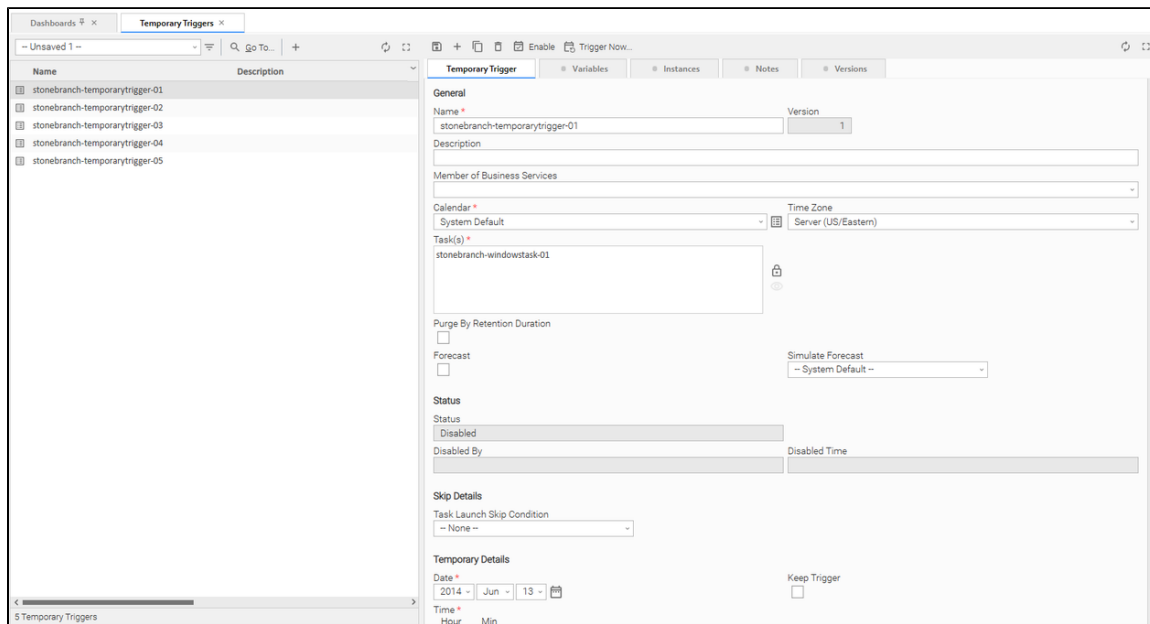 Dashboards
Temporary Triggers
-- Unsaved 1 --
Go To...
Enable
Trigger Now...
Name
Description
stonebranch-temporarytrigger-01
stonebranch-temporarytrigger-02
stonebranch-temporarytrigger-03
stonebranch-temporarytrigger-04
stonebranch-temporarytrigger-05
5 Temporary Triggers
Temporary Trigger
Variables
Instances
Notes
Versions
General
Name *
Version
stonebranch-temporarytrigger-01
1
Description
Member of Business Services
Calendar *
Time Zone
System Default
Server (US/Eastern)
Task(s) *
stonebranch-windowstask-01
Purge By Retention Duration
Forecast
Simulate Forecast
-- System Default --
Status
Status
Disabled
Disabled By
Disabled Time
Skip Details
Task Launch Skip Condition
-- None --
Temporary Details
Date *
Keep Trigger
2014 Jun 13
Time *
Hour Min